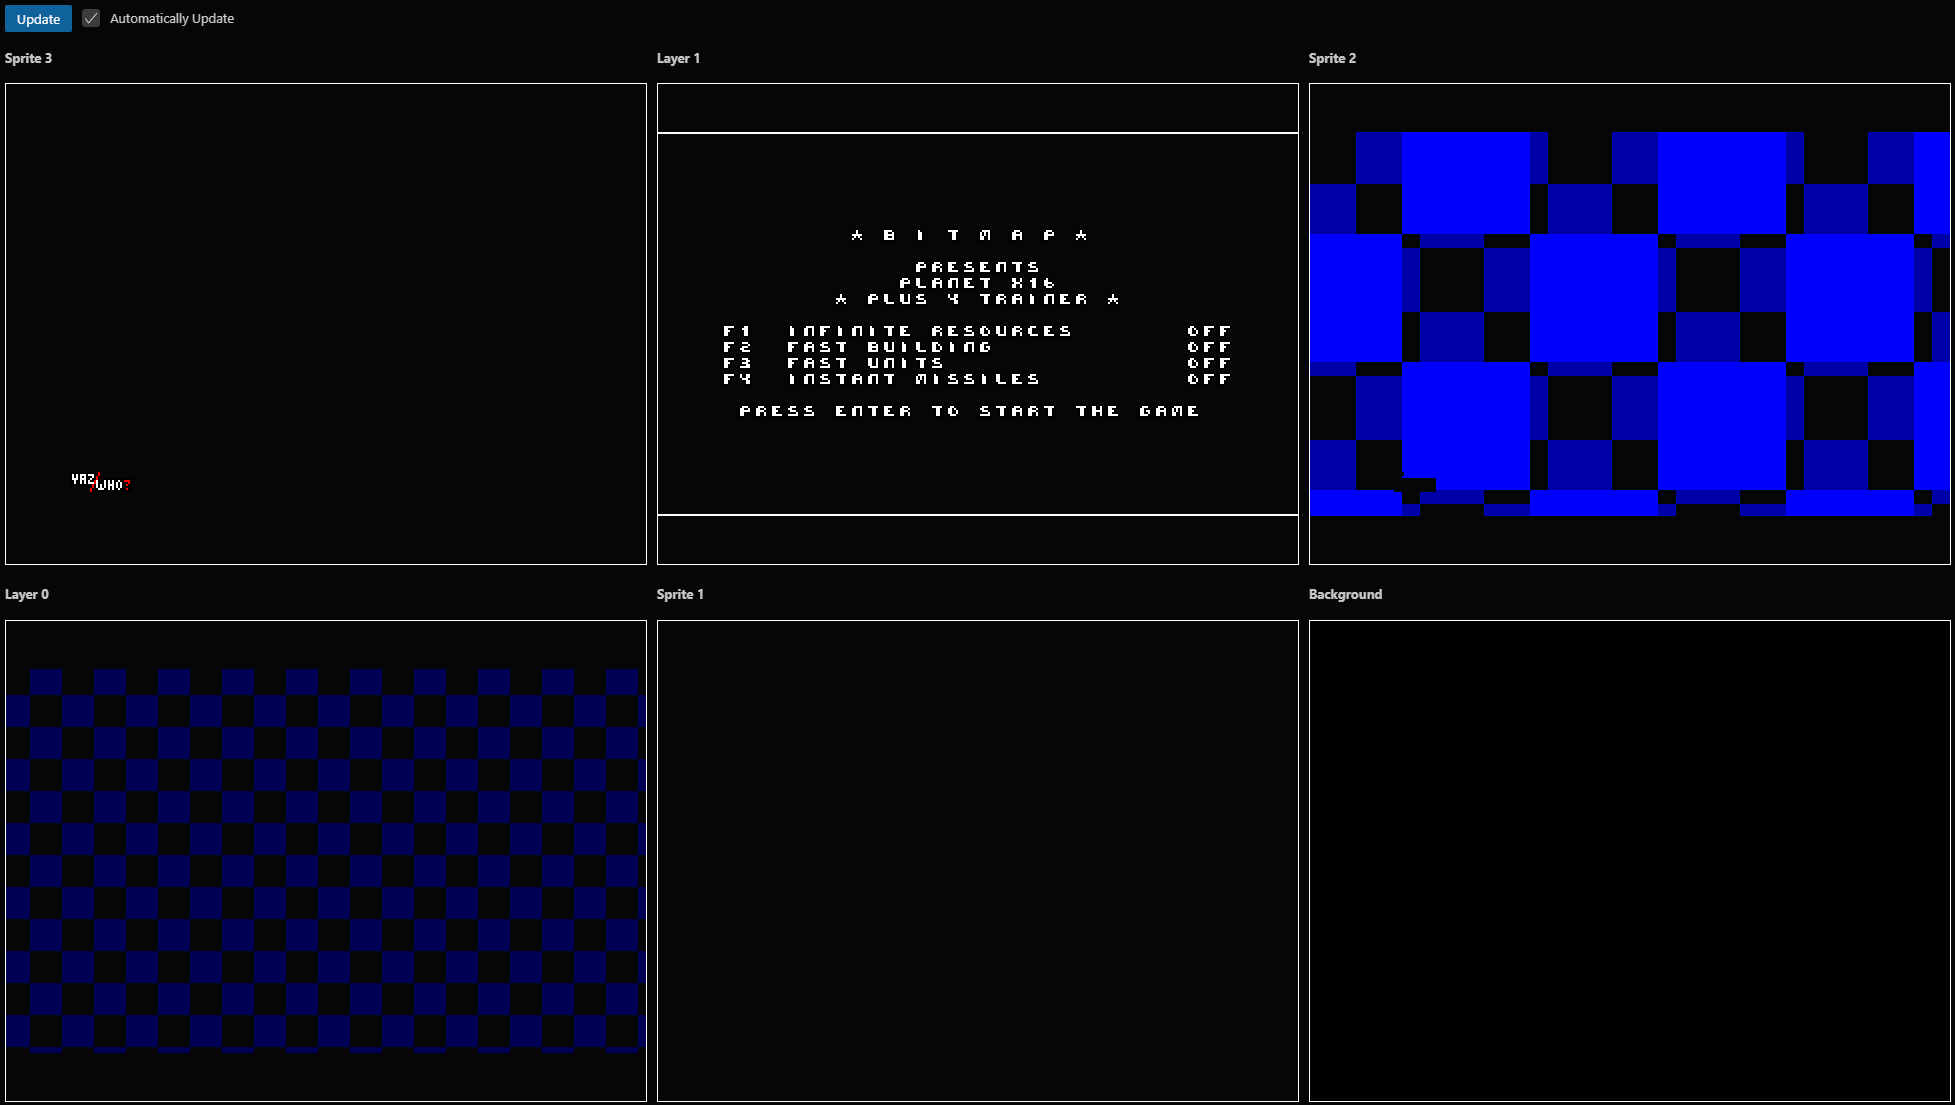 Update Automatically Update
Sprite 3
YAZ/WHO?
Layer 1
* B I T M A P *
PRESENTS
PLANET X16
* PLUS 4 TRAINER *
F1 INFINITE RESOURCES OFF
F2 FAST BUILDING OFF
F3 FAST UNITS OFF
F4 INSTANT MISSILES OFF
PRESS ENTER TO START THE GAME
Sprite 2
Layer 0
Sprite 1
Background